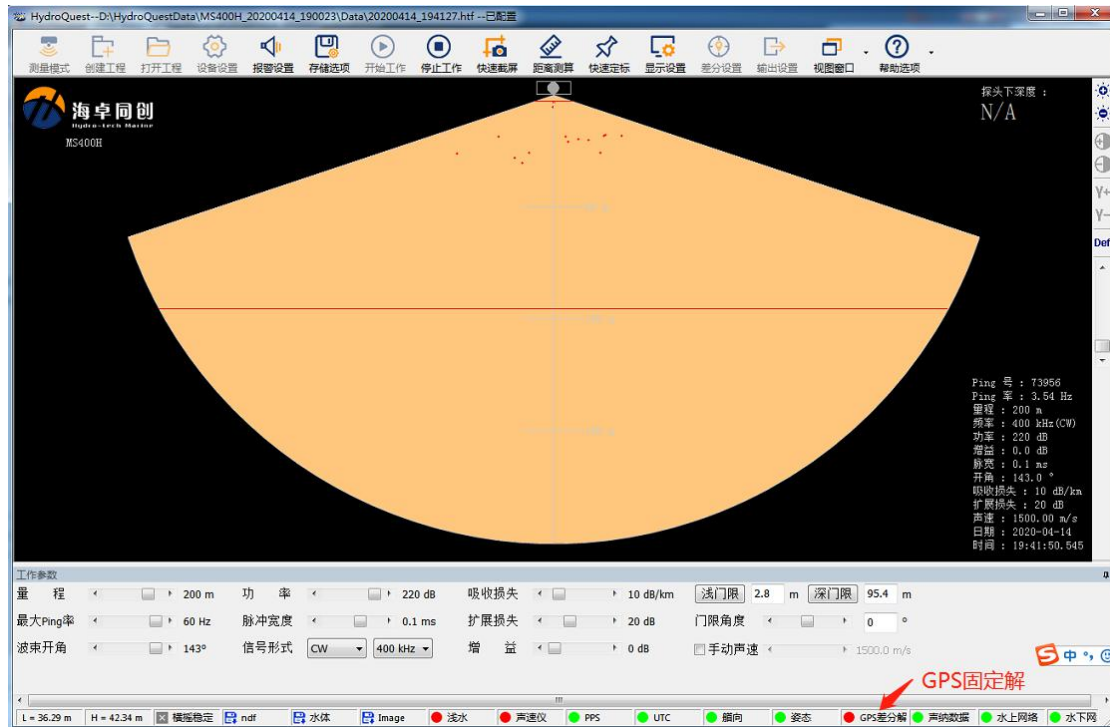 HydroQuest--D:\HydroQuestData\MS400H_20200414_190023\Data\20200414_194127.htf --已配置
测量模式 创建工程 打开工程 设备设置 报警设置 存储选项 开始工作 停止工作 快速截屏 距离测算 快速定标 显示设置 差分设置 输出设置 视图窗口 帮助选项
海卓同创
Hydro-tech Marine
MS400H
探头下深度 :
N/A
γ+
γ-
Def
Ping 号 : 73956
Ping 率 : 3.54 Hz
量程 : 200 m
频率 : 400 kHz(CW)
功率 : 220 dB
增益 : 0.0 dB
脉宽 : 0.1 ms
开角 : 143.0 °
吸收损失 : 10 dB/km
扩展损失 : 20 dB
声速 : 1500.00 m/s
日期 : 2020-04-14
时间 : 19:41:50.545
工作参数
量 程 200 m 功 率 220 dB 吸收损失 10 dB/km 浅门限 2.8 m 深门限 95.4 m
最大Ping率 60 Hz 脉冲宽度 0.1 ms 扩展损失 20 dB 门限角度 0 °
波束开角 143° 信号形式 CW 400 kHz 增 益 0 dB 手动声速 1500.0 m/s
中
GPS固定解
L = 36.29 m H = 42.34 m 横摇稳定 ndf 水体 Image 浅水 声速仪 PPS UTC 艏向 姿态 GPS差分解 声纳数据 水上网络 水下网